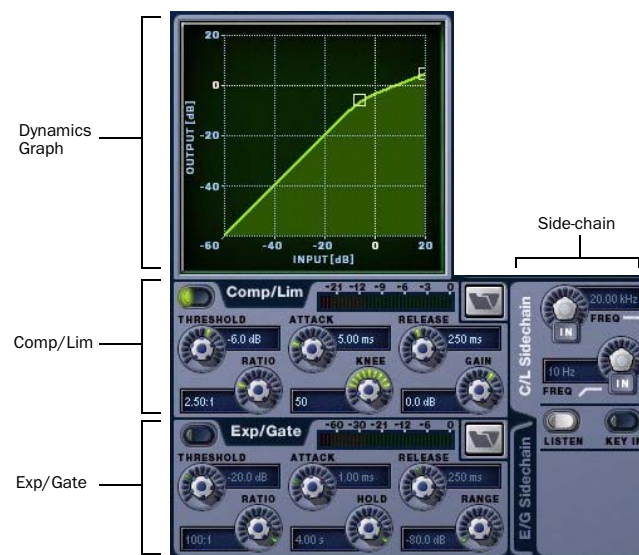 Dynamics
Graph
OUTPUT [dB]
20
0
-20
-40
-60
-40
-20
0
20
INPUT [dB]
Side-chain
Comp/Lim
Comp/Lim
-21 -12 -9 -6 -3 0
THRESHOLD
-6.0 dB
ATTACK
5.00 ms
RELEASE
250 ms
RATIO
2.50:1
KNEE
50
GAIN
0.0 dB
C/L Sidechain
20.00 kHz
FREQ
IN
10 Hz
FREQ
IN
Exp/Gate
Exp/Gate
-60 -30 -21 -12 -6 0
THRESHOLD
-20.0 dB
ATTACK
1.00 ms
RELEASE
250 ms
RATIO
100:1
HOLD
4.00 s
RANGE
-80.0 dB
E/G Sidechain
LISTEN
KEY IN